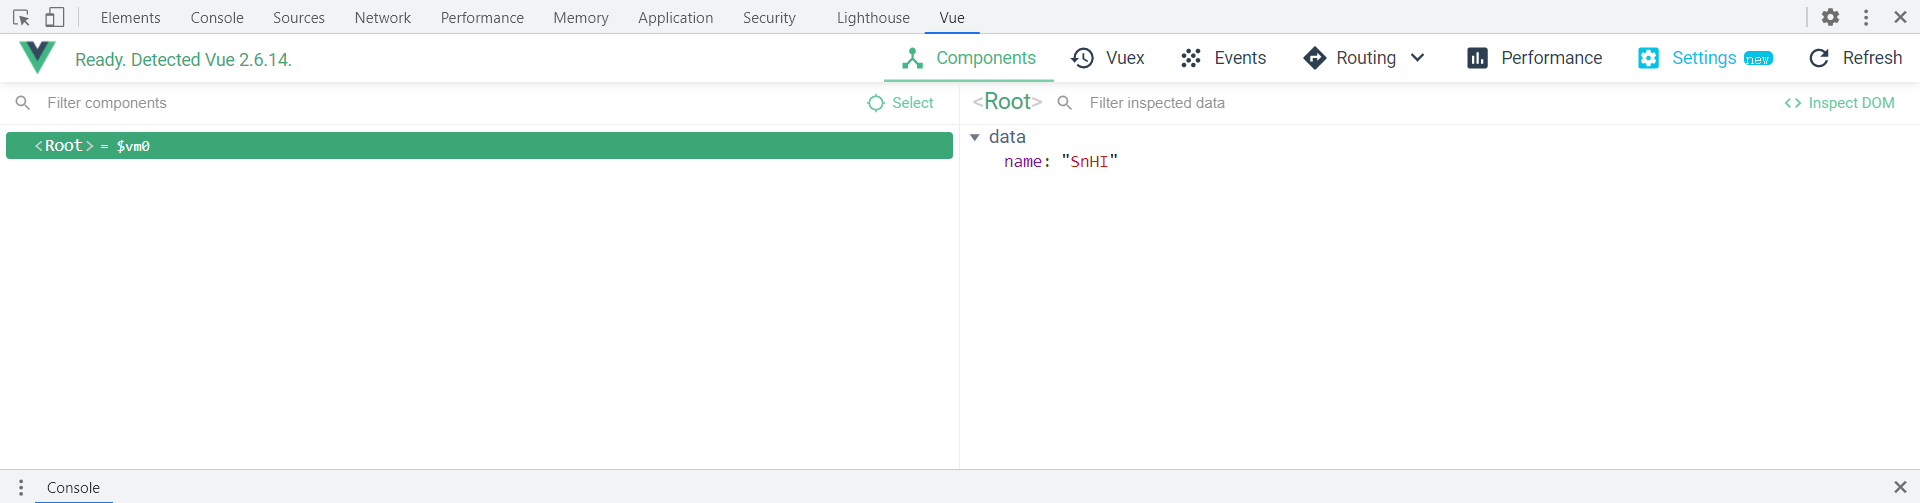 Elements Console Sources Network Performance Memory Application Security Lighthouse Vue
Ready. Detected Vue 2.6.14.
Components Vuex Events Routing Performance Settings new Refresh
Filter components Select
<Root> Filter inspected data Inspect DOM
<Root> = $vm0
data
name: "SnHI"
Console